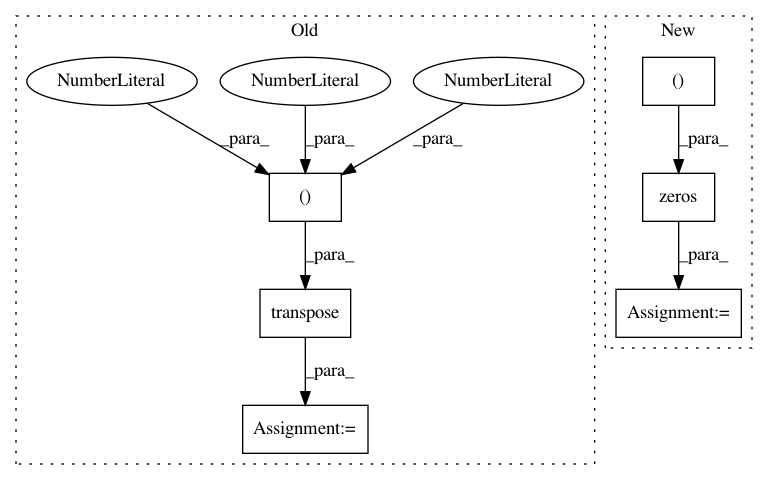 Old
New
NumberLiteral
NumberLiteral
NumberLiteral
()
_para_
_para_
_para_
_para_
()
zeros
_para_
_para_
transpose
Assignment:=
_para_
Assignment:=